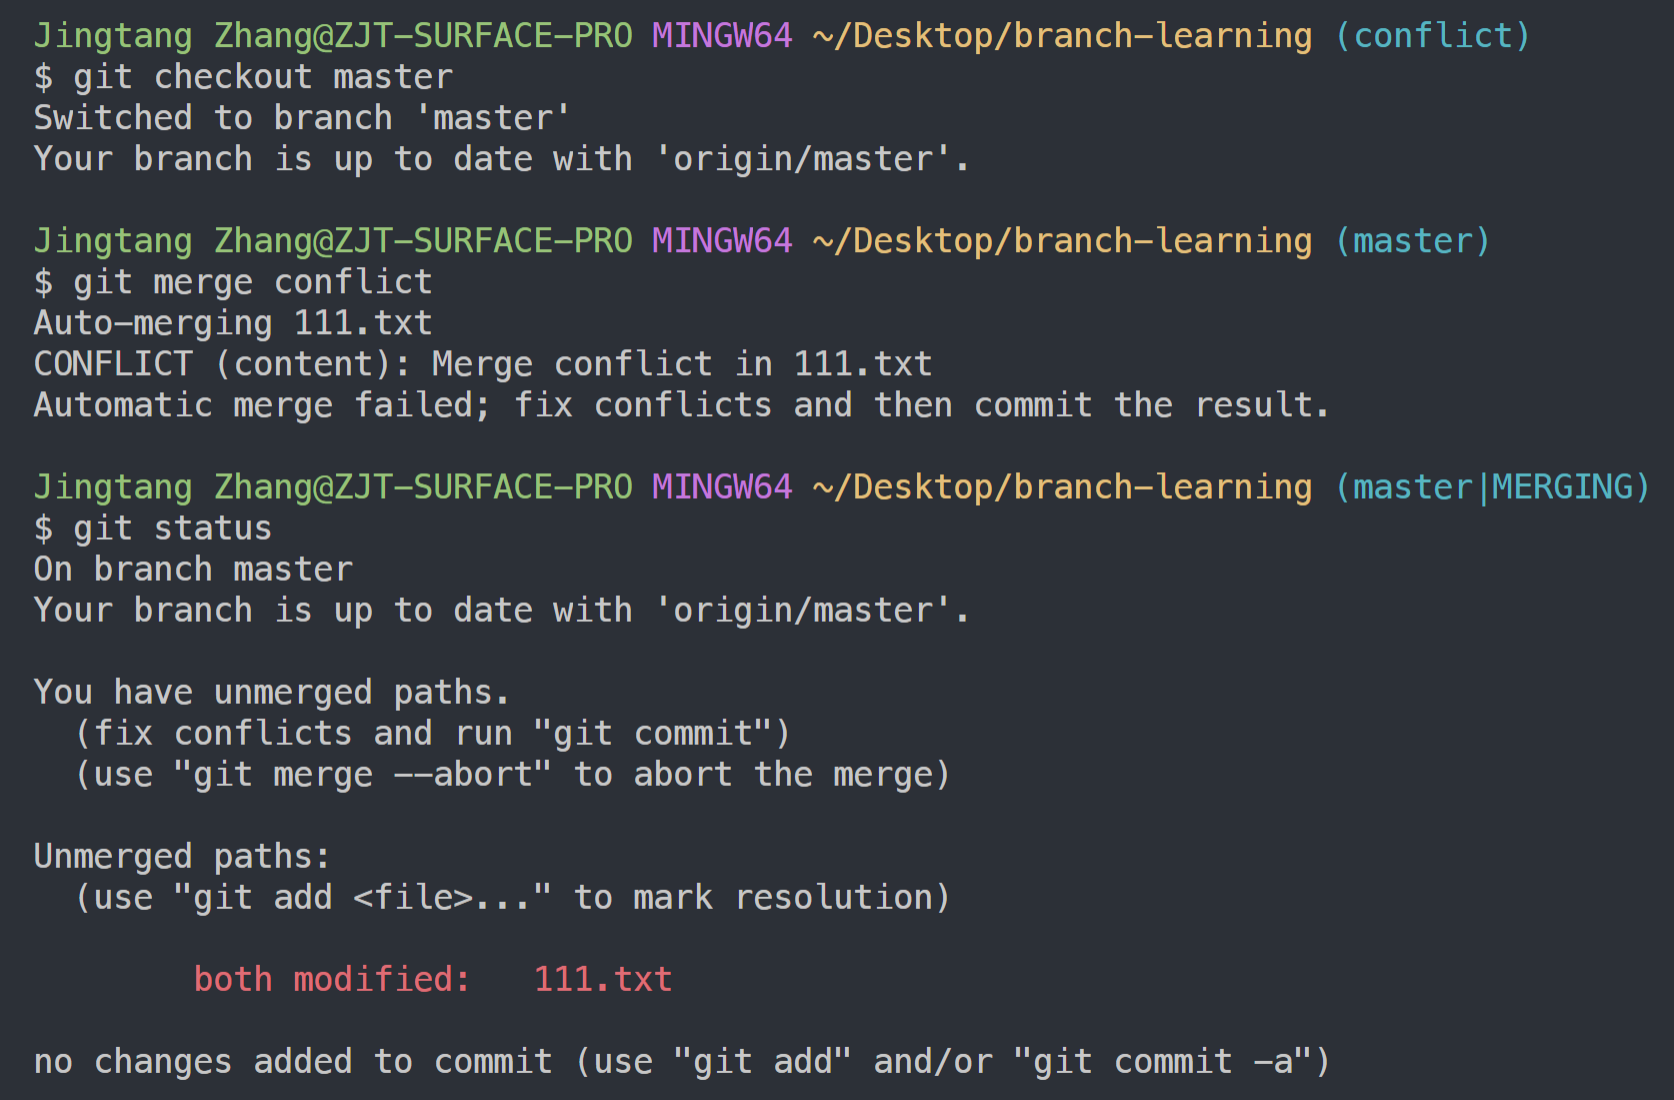 Jingtang Zhang@ZJT-SURFACE-PRO MINGW64 ~/Desktop/branch-learning (conflict)
$ git checkout master
Switched to branch 'master'
Your branch is up to date with 'origin/master'.

Jingtang Zhang@ZJT-SURFACE-PRO MINGW64 ~/Desktop/branch-learning (master)
$ git merge conflict
Auto-merging 111.txt
CONFLICT (content): Merge conflict in 111.txt
Automatic merge failed; fix conflicts and then commit the result.

Jingtang Zhang@ZJT-SURFACE-PRO MINGW64 ~/Desktop/branch-learning (master|MERGING)
$ git status
On branch master
Your branch is up to date with 'origin/master'.

You have unmerged paths.
  (fix conflicts and run "git commit")
  (use "git merge --abort" to abort the merge)

Unmerged paths:
  (use "git add <file>..." to mark resolution)

        both modified:   111.txt

no changes added to commit (use "git add" and/or "git commit -a")